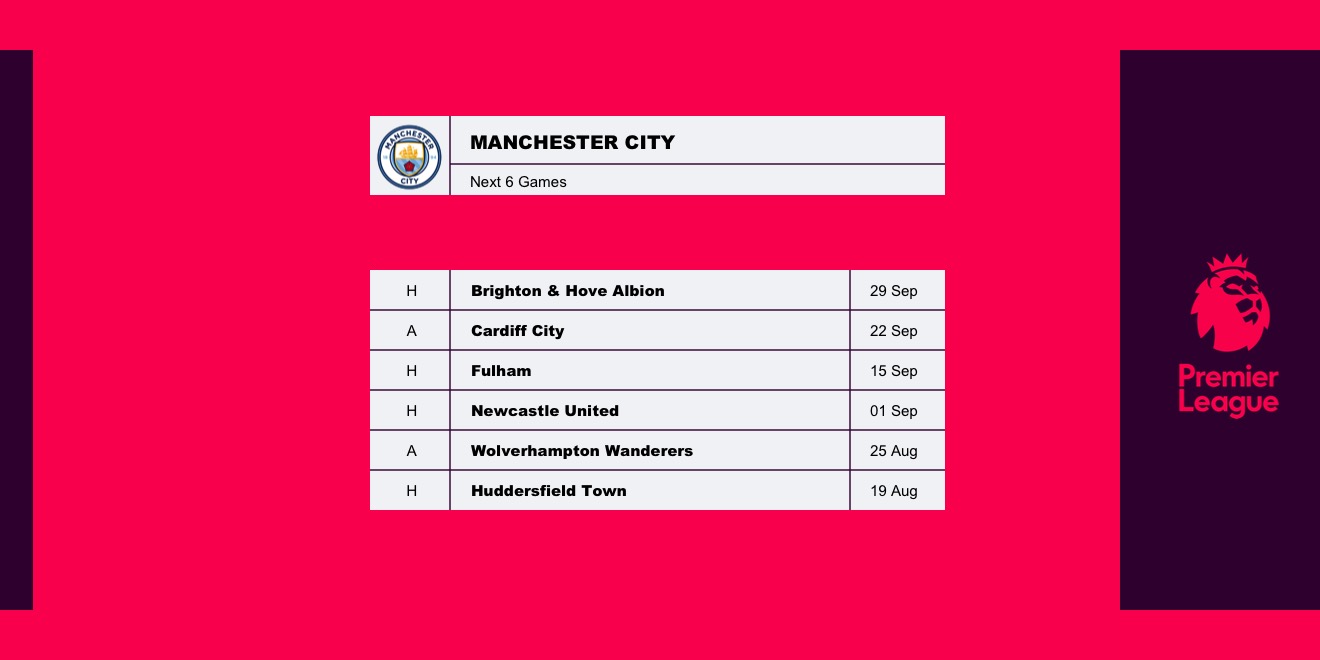 MANCHESTER CITY
MANCHESTER CITY
Next 6 Games
H Brighton & Hove Albion 29 Sep
A Cardiff City 22 Sep
H Fulham 15 Sep
H Newcastle United 01 Sep
A Wolverhampton Wanderers 25 Aug
H Huddersfield Town 19 Aug
Premier
League